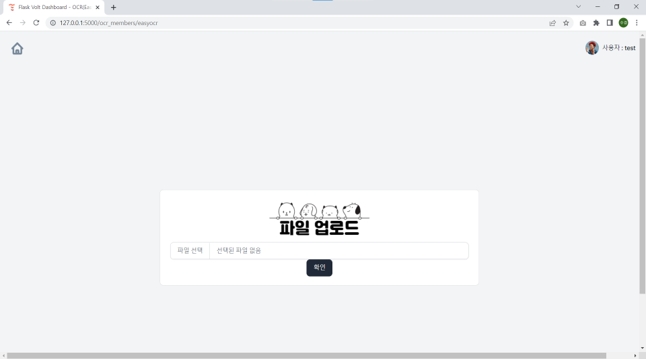 Flask Volt Dashboard - OCR
127.0.0.1:5000/ocr_members/easyocr
사용자 : test
파일 업로드
파일 선택 선택된 파일 없음
확인